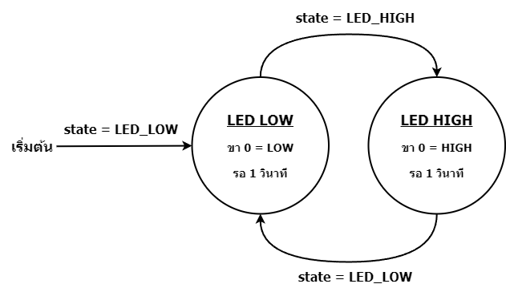 state = LED_HIGH
state = LED_LOW
เริ่มต้น
LED LOW
ขา 0 = LOW
รอ 1 วินาที
LED HIGH
ขา 0 = HIGH
รอ 1 วินาที
state = LED_LOW